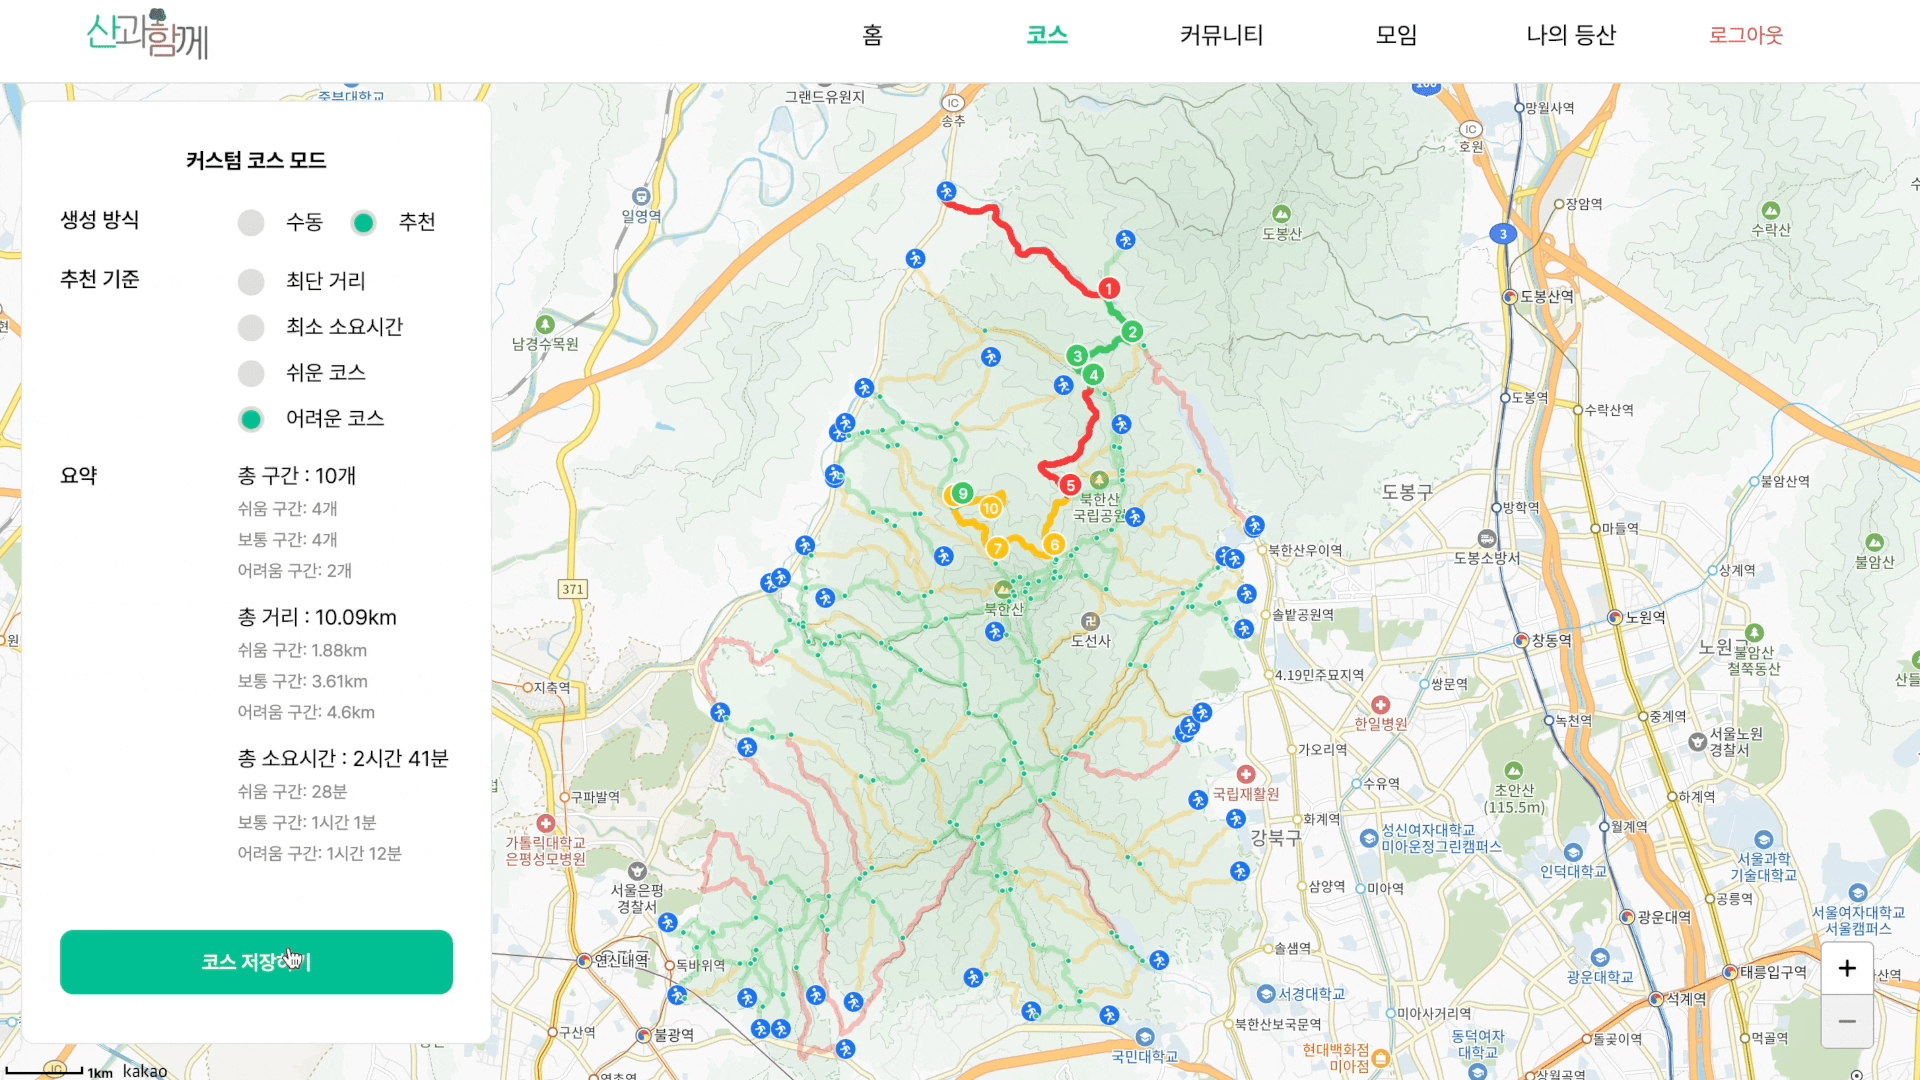 산과함께
홈
코스
커뮤니티
모임
나의 등산
로그아웃
커스텀 코스 모드
생성 방식
수동
추천
추천 기준
최단 거리
최소 소요시간
쉬운 코스
어려운 코스
요약
총 구간 : 10개
쉬움 구간: 4개
보통 구간: 4개
어려움 구간: 2개
총 거리 : 10.09km
쉬움 구간: 1.88km
보통 구간: 3.61km
어려움 구간: 4.6km
총 소요시간 : 2시간 41분
쉬움 구간: 28분
보통 구간: 1시간 1분
어려움 구간: 1시간 12분
코스 저장하기
중부대학교
그랜드유원지
IC
송추
100
망월사역
IC
호원
일영역
장암역
도봉산
수락산
3
도봉산역
남경수목원
1
2
3
4
5
6
7
9
10
도봉역
수락산역
북한산
국립공원
도봉구
불암산역
방학역
마들역
도봉소방서
북한산우이역
상계역
불암산
371
북한산
도선사
솔밭공원역
노원역
창동역
노원구
불암산
철쭉동산
지축역
4.19민주묘지역
쌍문역
한일병원
녹천역
중계역
서울노원
경찰서
가오리역
수유역
국립재활원
초안산
(115.5m)
하계역
구파발역
화계역
강북구
성신여자대학교
미아운정그린캠퍼스
월계역
가톨릭대학교
은평성모병원
인덕대학교
서울과학
기술대학교
서울은평
경찰서
삼양역
미아역
공릉역
광운대역
서울여자대학교
서울캠퍼스
연신내역
독바위역
솔샘역
광운대학교
태릉입구역
서경대학교
석계역
구산역
불광역
북한산보국문역
미아사거리역
국민대학교
현대백화점
미아점
동덕여자
대학교
돌곶이역
먹골역
상월곡역
1km
kakao
+
−